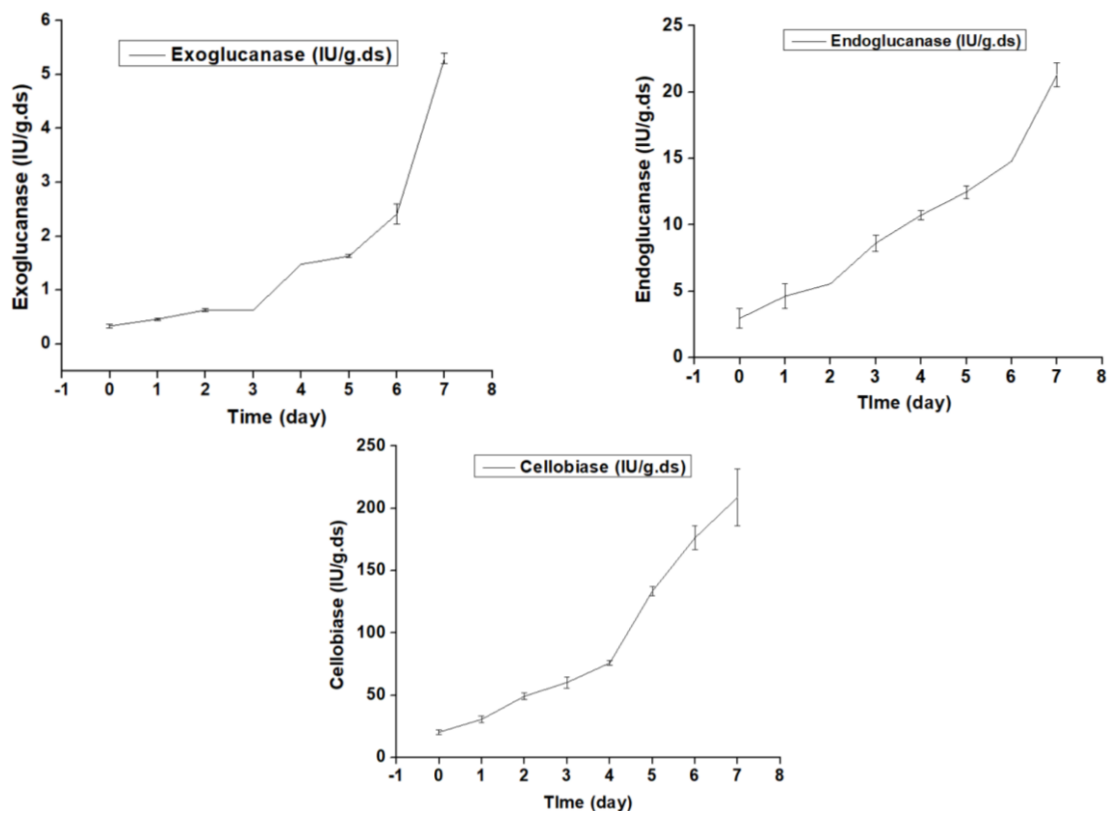 Exoglucanase (IU/g.ds)
Exoglucanase (IU/g.ds)
6
5
4
3
2
1
0
-1 0 1 2 3 4 5 6 7 8
Time (day)
Endoglucanase (IU/g.ds)
Endoglucanase (IU/g.ds)
25
20
15
10
5
0
-1 0 1 2 3 4 5 6 7 8
TIme (day)
Cellobiase (IU/g.ds)
Cellobiase (IU/g.ds)
250
200
150
100
50
0
-1 0 1 2 3 4 5 6 7 8
TIme (day)